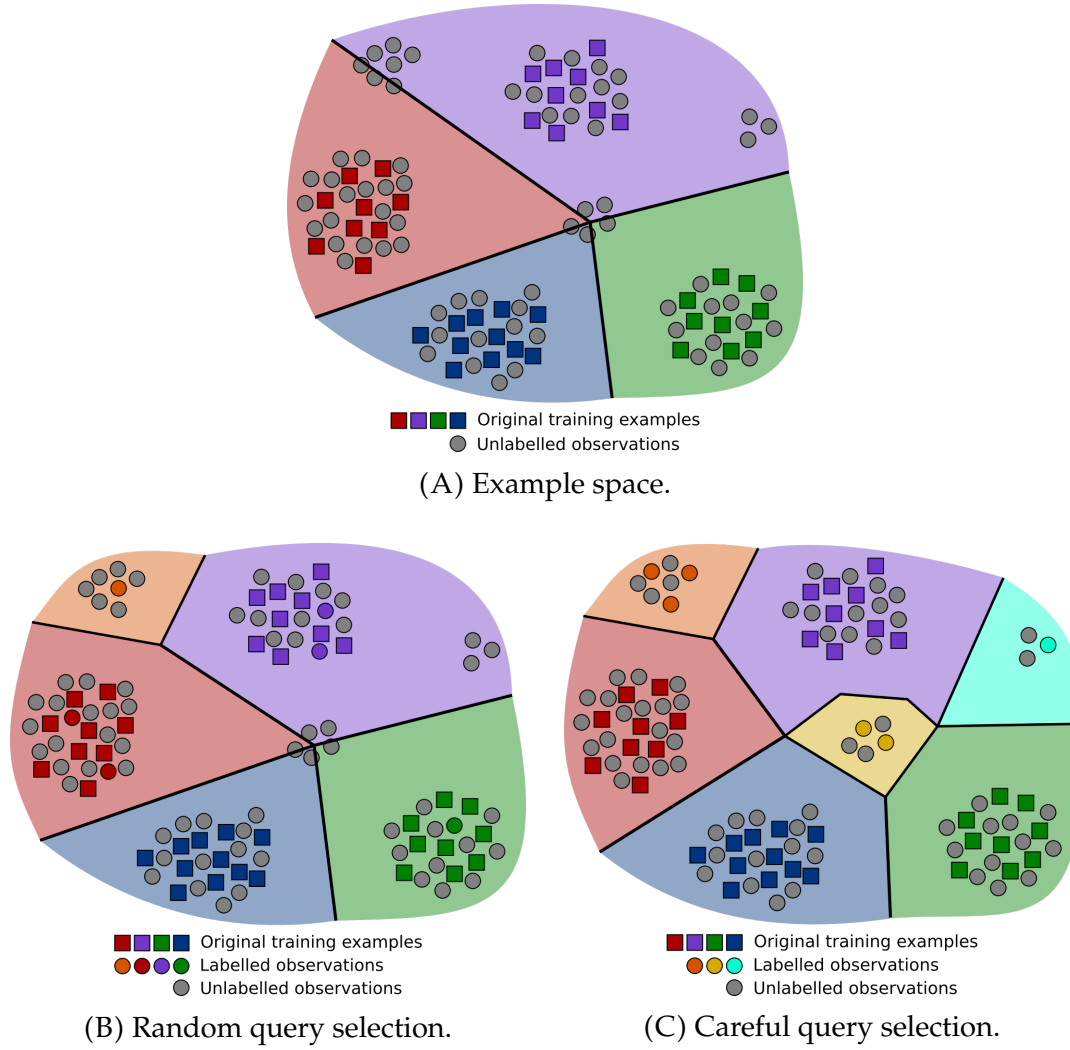 Original training examples
Unlabelled observations
(A) Example space.
Original training examples
Labelled observations
Unlabelled observations
(B) Random query selection.
Original training examples
Labelled observations
Unlabelled observations
(C) Careful query selection.